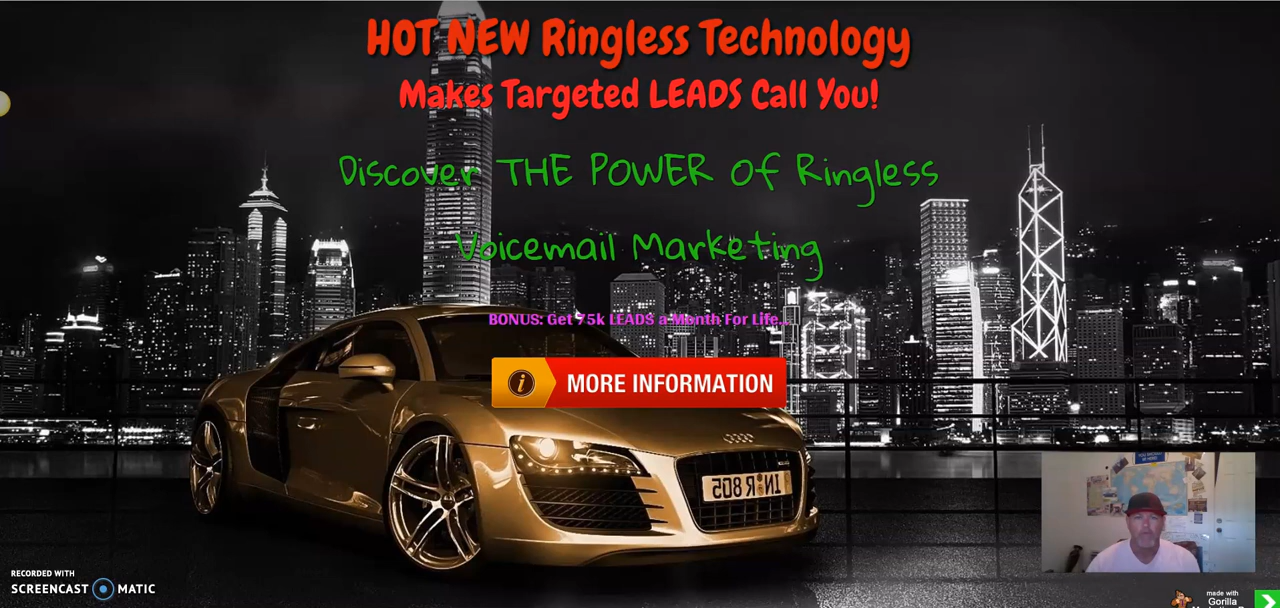 HOT NEW Ringless Technology
Makes Targeted LEADS Call You!
Discover THE POWER Of Ringless
Voicemail Marketing
BONUS: Get 75k LEADS a Month For Life...
i MORE INFORMATION
RECORDED WITH
SCREENCAST MATIC
made with
Gorilla